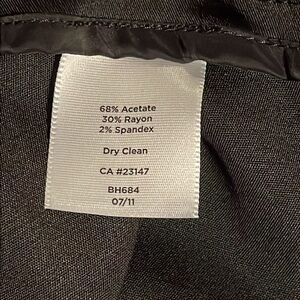 68% Acetate
30% Rayon
2% Spandex
Dry Clean
CA #23147
BH684
07/11